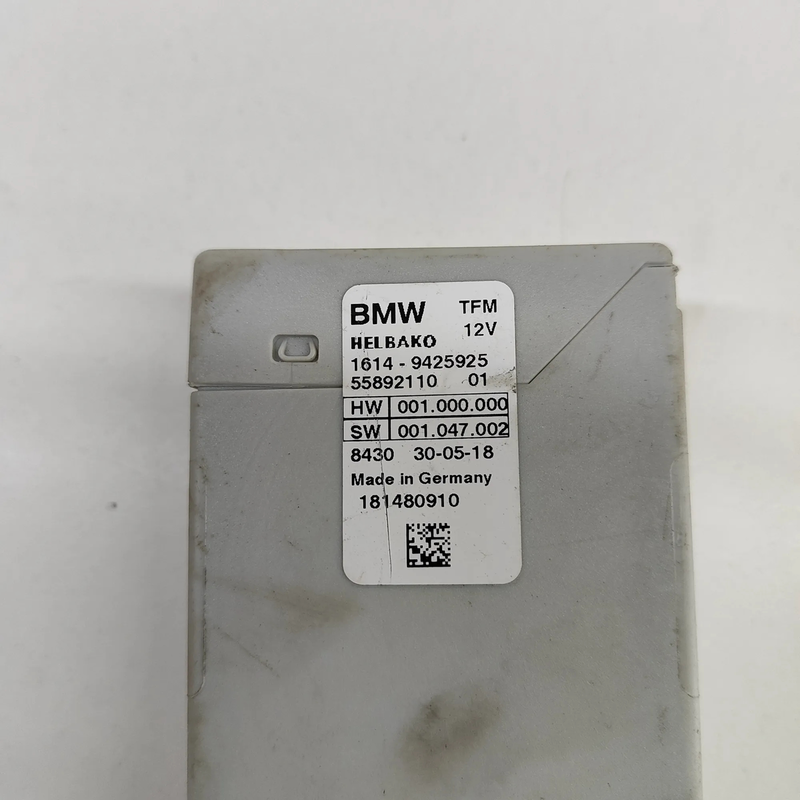 BMW TFM
12V
HELBAKO
1614 - 9425925
55892110 01
HW 001.000.000
SW 001.047.002
8430 30-05-18
Made in Germany
181480910